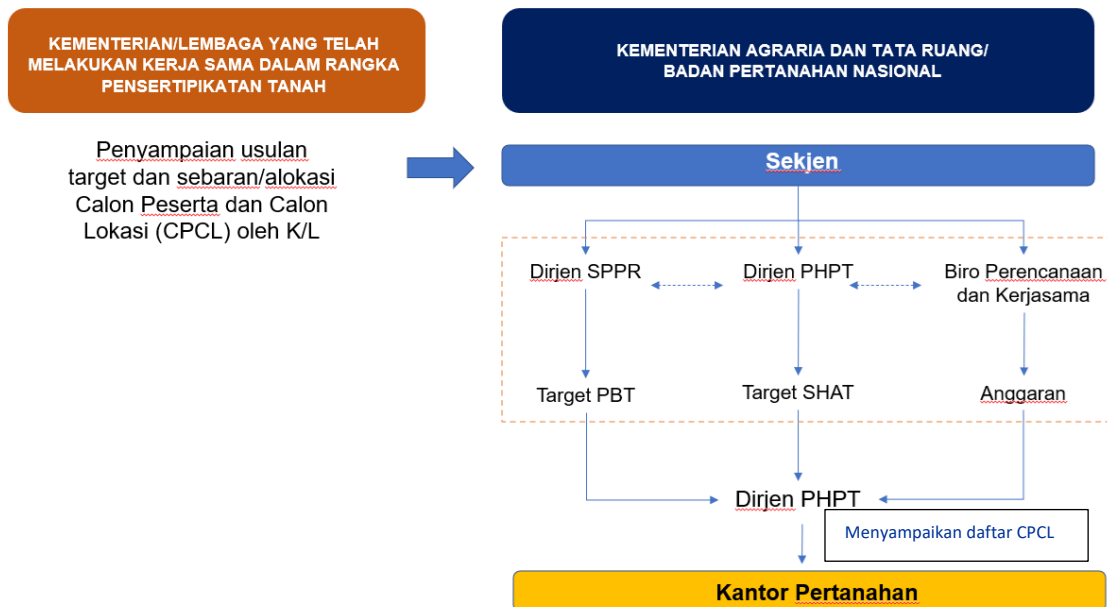 KEMENTERIAN/LEMBAGA YANG TELAH
MELAKUKAN KERJA SAMA DALAM RANGKA
PENSERTIPIKATAN TANAH
KEMENTERIAN AGRARIA DAN TATA RUANG/
BADAN PERTANAHAN NASIONAL
Penyampaian usulan
target dan sebaran/alokasi
Calon Peserta dan Calon
Lokasi (CPCL) oleh K/L
Sekjen
Dirjen SPPR
Dirjen PHPT
Biro Perencanaan
dan Kerjasama
Target PBT
Target SHAT
Anggaran
Dirjen PHPT
Menyampaikan daftar CPCL
Kantor Pertanahan